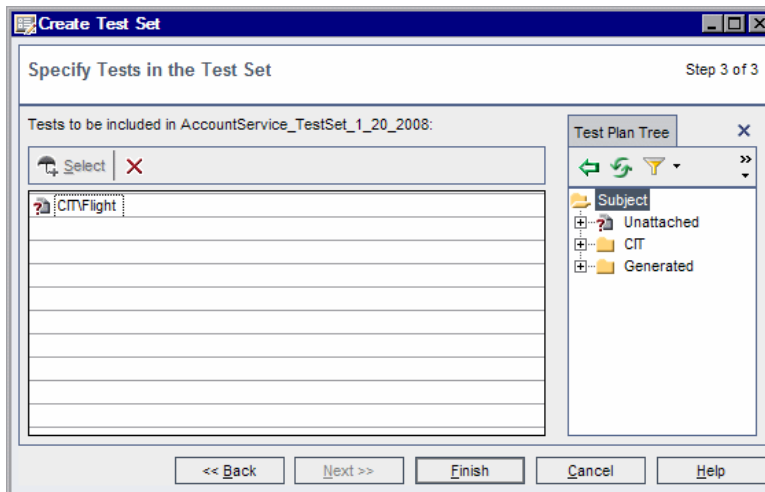 Create Test Set
Specify Tests in the Test Set
Step 3 of 3
Tests to be included in AccountService_TestSet_1_20_2008:
Select
CIT\Flight
Test Plan Tree
Subject
Unattached
CIT
Generated
<< Back
Next >>
Finish
Cancel
Help